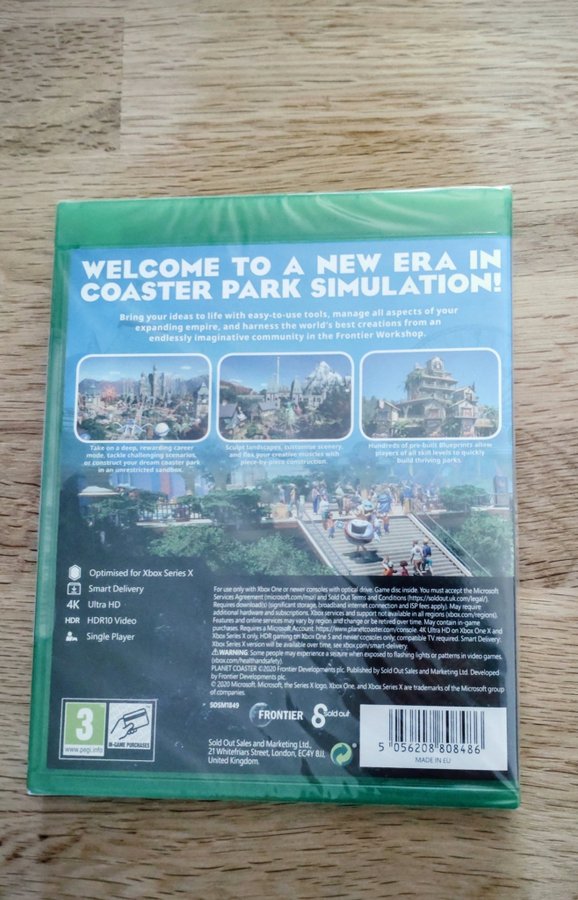 WELCOME TO A NEW ERA IN
COASTER PARK SIMULATION!
Bring your ideas to life with easy-to-use tools, manage all aspects of your
expanding empire, and harness the world's best creations from an
endlessly imaginative community in the Frontier Workshop.
Take on a deep, rewarding career
mode, tackle challenging scenarios,
or construct your dream coaster park
in an unrestricted sandbox.
Sculpt landscapes, customise scenery,
and flex your creative muscles with
piece-by-piece construction.
Hundreds of pre-built Blueprints allow
players of all skill levels to quickly
build thriving parks.
Optimised for Xbox Series X
Smart Delivery
4K Ultra HD
HDR HDR10 Video
Single Player
For use only with Xbox One or newer consoles with optical drive. Game disc inside. You must accept the Microsoft
Services Agreement (microsoft.com/msa) and Sold Out Terms and Conditions (https://soldout.uk.com/legal/).
Requires download(s) (significant storage, broadband internet connection and ISP fees apply). May require
additional hardware and subscriptions. Xbox services and support not available in all regions (xbox.com/regions).
Features and online services may vary by region and change or be retired over time. May contain in-game
purchases. Requires a Microsoft Account: https://www.planetcoaster.com/console. 4K Ultra HD on Xbox One X and
Xbox Series X only. HDR gaming on Xbox One S and newer consoles only; compatible TV required. Smart Delivery:
Xbox Series X version will be available over time, see xbox.com/smart-delivery.
WARNING: Some people may experience a seizure when exposed to flashing lights or patterns in video games.
(xbox.com/healthandsafety)
PLANET COASTER ©2020 Frontier Developments plc. Published by Sold Out Sales and Marketing Ltd. Developed
by Frontier Developments plc.
© 2020 Microsoft. Microsoft, the Series X logo, Xbox One, and Xbox Series X are trademarks of the Microsoft group
of companies.
SDSM1849
3
www.pegi.info
IN-GAME PURCHASES
FRONTIER
sold out
Sold Out Sales and Marketing Ltd.
21 Whitefriars Street, London, EC4Y 8JJ,
United Kingdom.
5 056208 808486
MADE IN EU